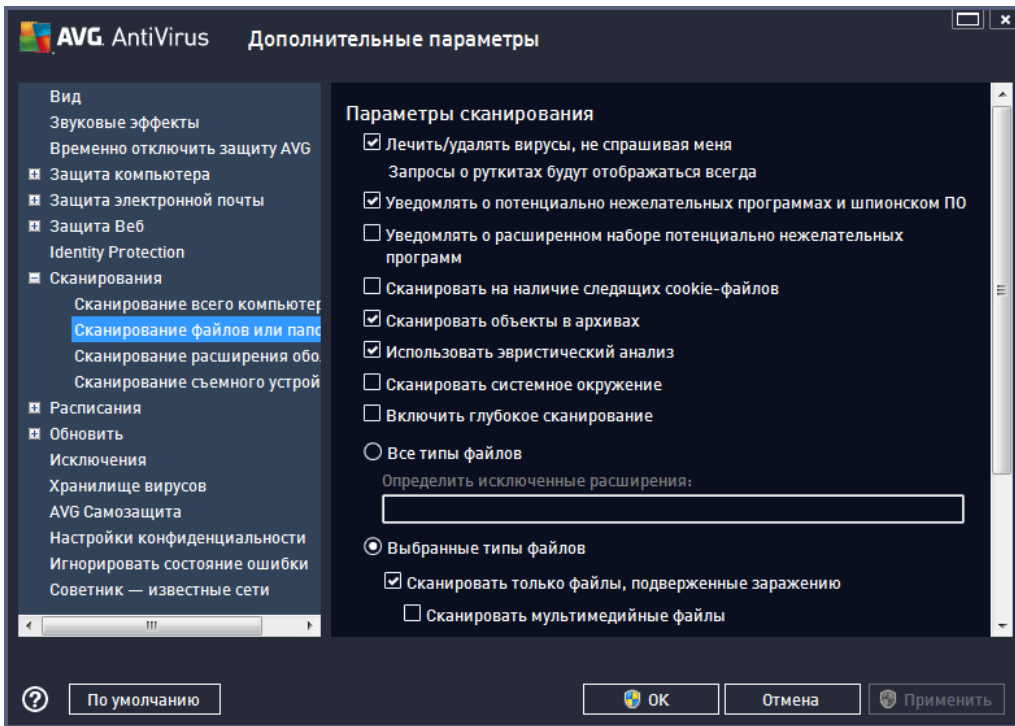 AVG. AntiVirus
Дополнительные параметры
Вид
Звуковые эффекты
Временно отключить защиту AVG
Защита компьютера
Защита электронной почты
Защита Веб
Identity Protection
Сканирования
Сканирование всего компьютер
Сканирование файлов или папо
Сканирование расширения обо
Сканирование съемного устрой
Расписания
Обновить
Исключения
Хранилище вирусов
AVG Самозащита
Настройки конфиденциальности
Игнорировать состояние ошибки
Советник — известные сети
Параметры сканирования
Лечить/удалять вирусы, не спрашивая меня
Запросы о руткитах будут отображаться всегда
Уведомлять о потенциально нежелательных программах и шпионском ПО
Уведомлять о расширенном наборе потенциально нежелательных
программ
Сканировать на наличие следящих cookie-файлов
Сканировать объекты в архивах
Использовать эвристический анализ
Сканировать системное окружение
Включить глубокое сканирование
Все типы файлов
Определить исключенные расширения:
Выбранные типы файлов
Сканировать только файлы, подверженные заражению
Сканировать мультимедийные файлы
По умолчанию
ОК
Отмена
Применить